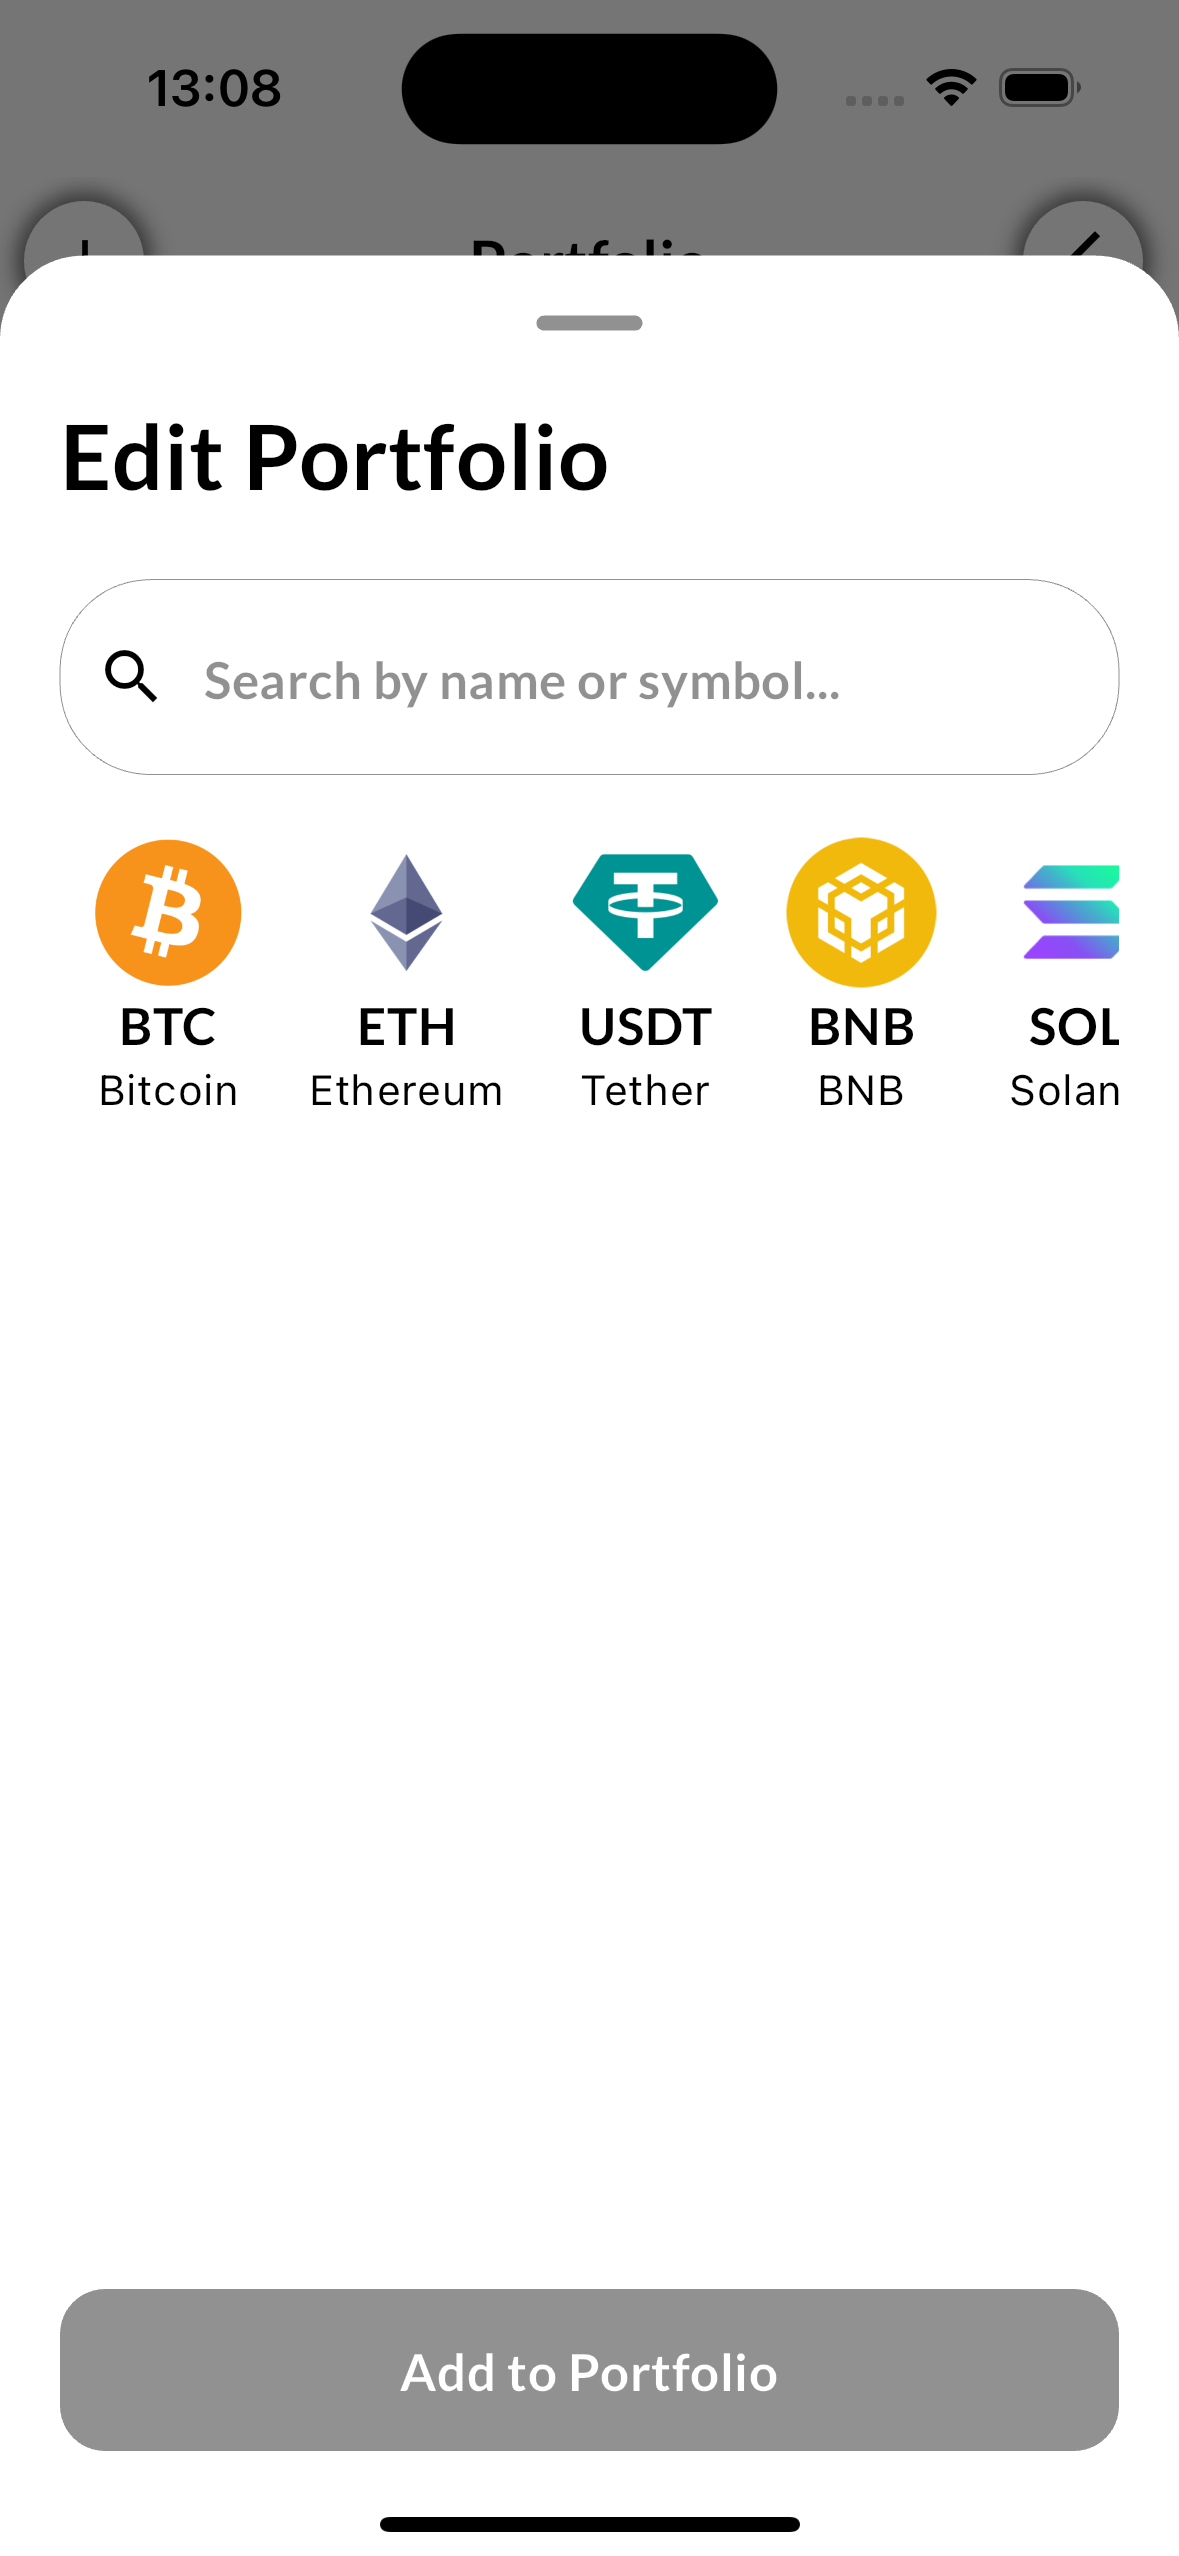 13:08
Portfolio
Edit Portfolio
Search by name or symbol...
BTC ETH USDT BNB SOL
Bitcoin Ethereum Tether BNB Solan
Add to Portfolio